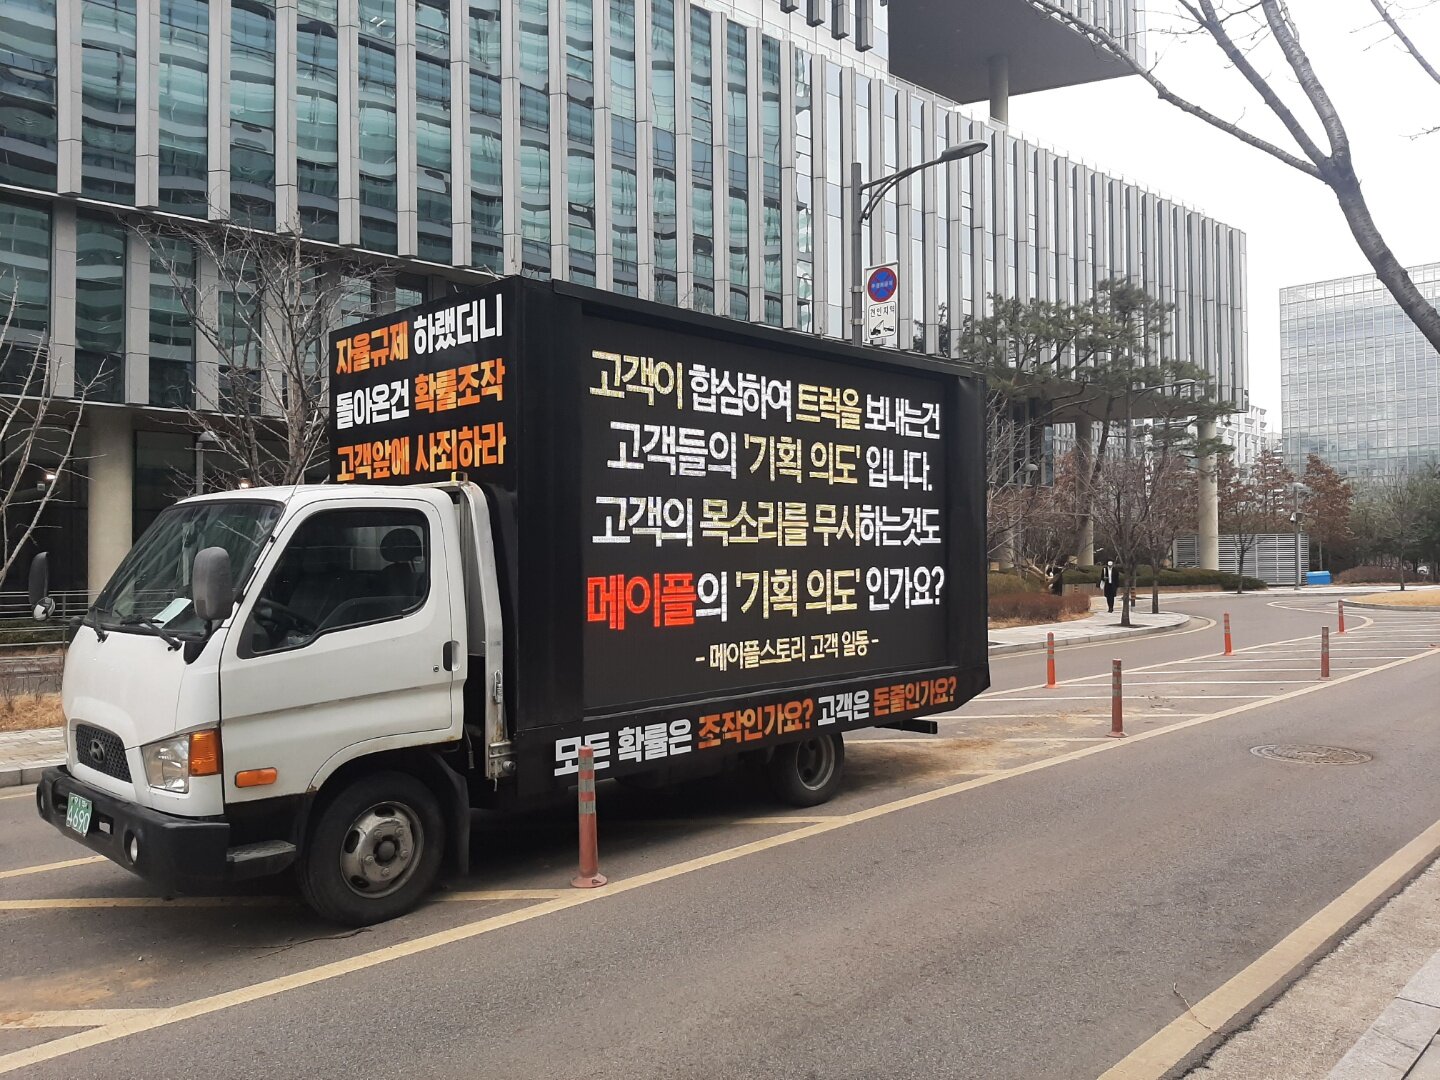 자율규제 하랬더니
돌아온건 확률조작
고객앞에 사죄하라
고객이 합심하여 트럭을 보내는건
고객들의 '기획 의도' 입니다.
고객의 목소리를 무시하는것도
메이플의 '기획 의도' 인가요?
- 메이플스토리 고객 일동 -
모든 확률은 조작인가요? 고객은 돈줄인가요?
견인지역
4690